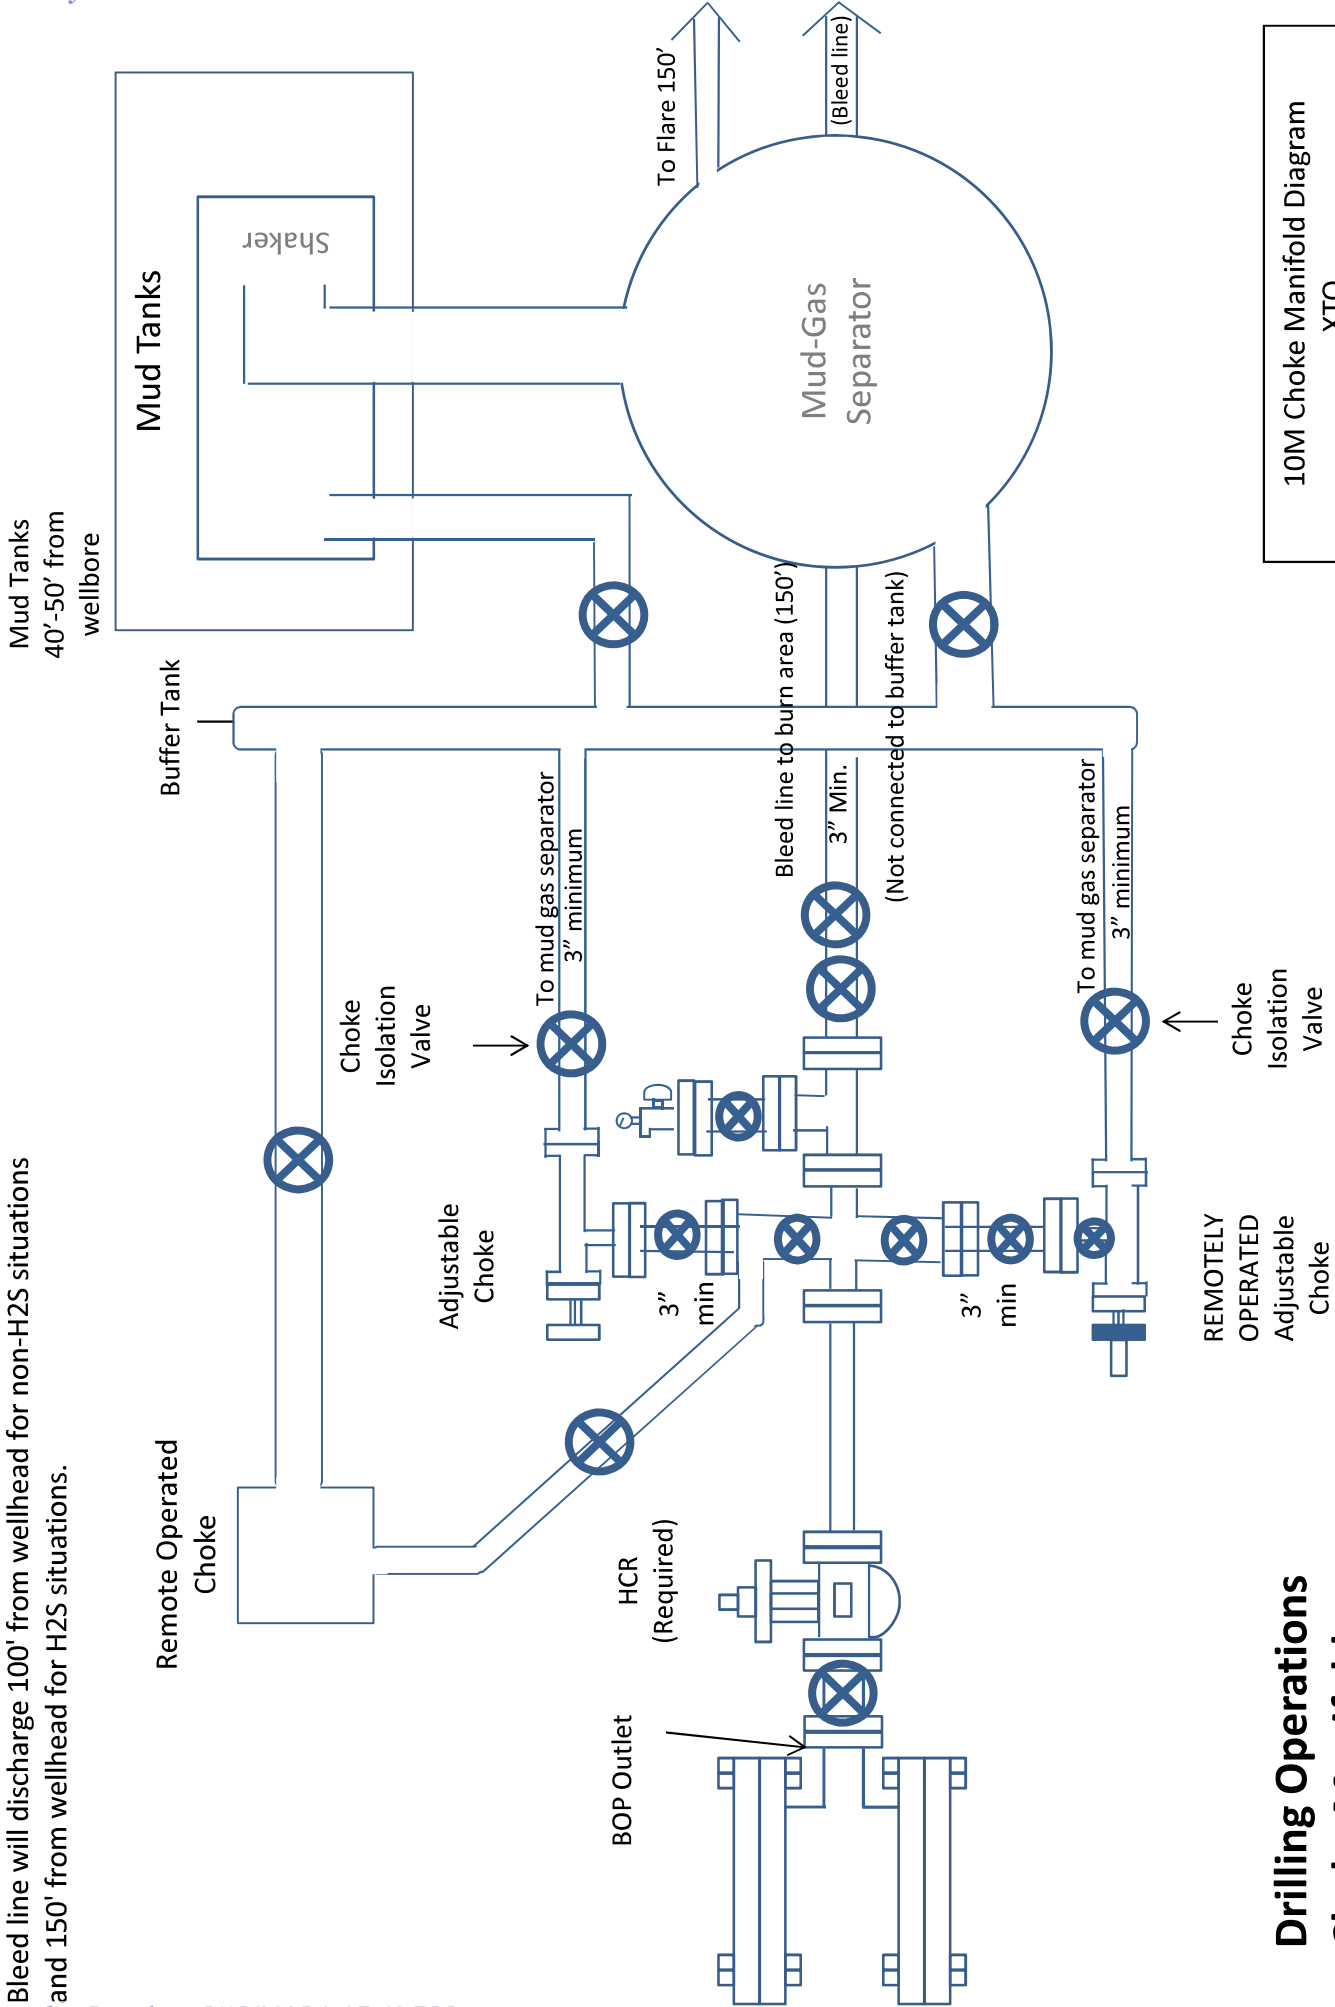 Bleed line will discharge 100' from wellhead for non-H2S situations
and 150' from wellhead for H2S situations.
Mud Tanks
40’-50’ from
wellbore
Mud Tanks
Shaker
Buffer Tank
Remote Operated
Choke
Choke
Isolation
Valve
Adjustable
Choke
To mud gas separator
3” minimum
To Flare 150’
(Bleed line)
Mud-Gas
Separator
HCR
(Required)
BOP Outlet
3”
min
Bleed line to burn area (150’)
3” Min.
(Not connected to buffer tank)
3”
min
To mud gas separator
3” minimum
REMOTELY
OPERATED
Adjustable
Choke
Choke
Isolation
Valve
Drilling Operations
10M Choke Manifold Diagram
XTO